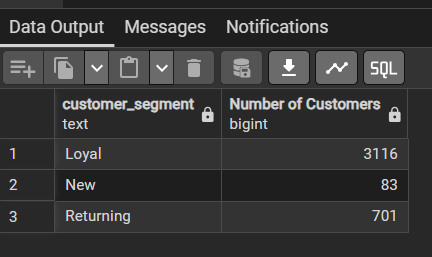 Data Output Messages Notifications
SQL
customer_segment Number of Customers
text bigint
1 Loyal 3116
2 New 83
3 Returning 701